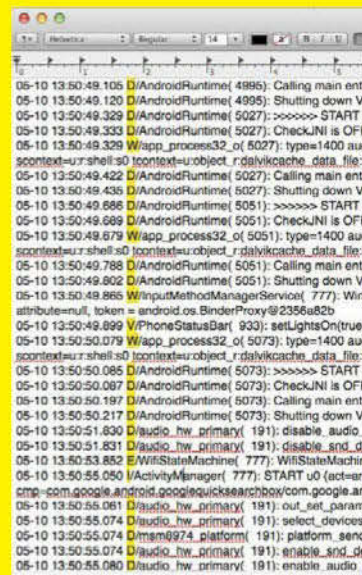 Helvetica Regular 14 B I U
0 1 2 3 4 5
05-10 13:50:49.105 D/AndroidRuntime( 4995): Calling main ent
05-10 13:50:49.120 D/AndroidRuntime( 4995): Shutting down V
05-10 13:50:49.329 D/AndroidRuntime( 5027): >>>>>> START
05-10 13:50:49.333 D/AndroidRuntime( 5027): CheckJNI is OF
05-10 13:50:49.329 W/app_process32_o( 5027): type=1400 au
scontext=u:r:shell:s0 tcontext=u:object_r:dalvikcache_data_file:
05-10 13:50:49.422 D/AndroidRuntime( 5027): Calling main ent
05-10 13:50:49.435 D/AndroidRuntime( 5027): Shutting down V
05-10 13:50:49.686 D/AndroidRuntime( 5051): >>>>>> START
05-10 13:50:49.689 D/AndroidRuntime( 5051): CheckJNI is OF
05-10 13:50:49.679 W/app_process32_o( 5051): type=1400 au
scontext=u:r:shell:s0 tcontext=u:object_r:dalvikcache_data_file:
05-10 13:50:49.788 D/AndroidRuntime( 5051): Calling main ent
05-10 13:50:49.802 D/AndroidRuntime( 5051): Shutting down V
05-10 13:50:49.865 W/InputMethodManagerService( 777): Wi
attribute=null, token = android.os.BinderProxy@2356a82b
05-10 13:50:49.899 V/PhoneStatusBar( 933): setLightsOn(true
05-10 13:50:50.079 W/app_process32_o( 5073): type=1400 au
scontext=u:r:shell:s0 tcontext=u:object_r:dalvikcache_data_file:
05-10 13:50:50.085 D/AndroidRuntime( 5073): >>>>>> START
05-10 13:50:50.087 D/AndroidRuntime( 5073): CheckJNI is OF
05-10 13:50:50.197 D/AndroidRuntime( 5073): Calling main ent
05-10 13:50:50.217 D/AndroidRuntime( 5073): Shutting down V
05-10 13:50:51.830 D/audio_hw_primary( 191): disable_audio_
05-10 13:50:51.831 D/audio_hw_primary( 191): disable_snd_d
05-10 13:50:53.852 E/WifiStateMachine( 777): WifiStateMachi
05-10 13:50:55.050 I/ActivityManager( 777): START u0 {act=an
cmp=com.google.android.googlequicksearchbox/com.google.a
05-10 13:50:55.061 D/audio_hw_primary( 191): out_set_param
05-10 13:50:55.074 D/audio_hw_primary( 191): select_devices
05-10 13:50:55.074 D/msm8974_platform( 191): platform_send
05-10 13:50:55.074 D/audio_hw_primary( 191): enable_snd_de
05-10 13:50:55.080 D/audio_hw_primary( 191): enable_audio